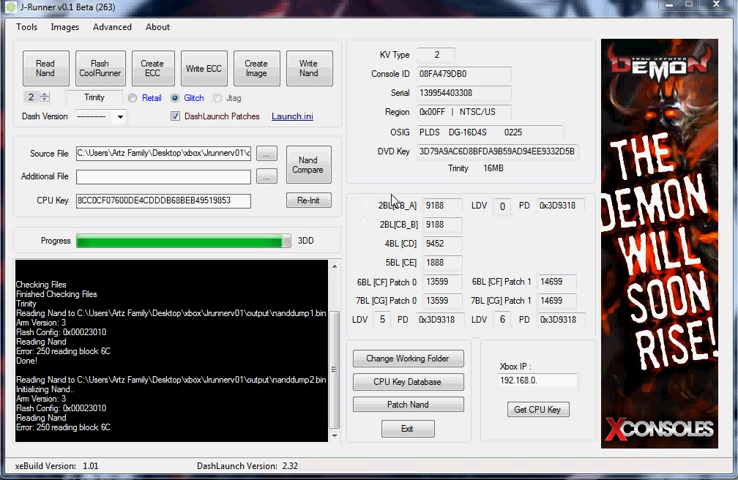 J-Runner v0.1 Beta (263)
Tools Images Advanced About
Read Nand
Flash CoolRunner
Create ECC
Write ECC
Create Image
Write Nand
2 Trinity Retail Glitch Jtag
Dash Version --------- DashLaunch Patches Launch.ini
Source File C:\Users\Artz Family\Desktop\xbox\Jrunnerv01\c ...
Additional File ...
Nand Compare
CPU Key 8CC0CF07600DE4CDDDB68BEB49519853 Re-Init
Progress 3DD
Checking Files
Finished Checking Files
Trinity
Reading Nand to C:\Users\Artz Family\Desktop\xbox\Jrunnerv01\output\nanddump1.bin
Arm Version: 3
Flash Config: 0x00023010
Reading Nand
Error: 250 reading block 6C
Done!
Reading Nand to C:\Users\Artz Family\Desktop\xbox\Jrunnerv01\output\nanddump2.bin
Initializing Nand..
Arm Version: 3
Flash Config: 0x00023010
Reading Nand
Error: 250 reading block 6C
KV Type 2
Console ID 08FA479DB0
Serial 139954403308
Region 0x00FF | NTSC/US
OSIG PLDS DG-16D4S 0225
DVD Key 3D79A9AC6D8BFDA9B59AD94EE9332D5B
Trinity 16MB
2BL [CB_A] 9188 LDV 0 PD 0x3D9318
2BL [CB_B] 9188
4BL [CD] 9452
5BL [CE] 1888
6BL [CF] Patch 0 13599 6BL [CF] Patch 1 14699
7BL [CG] Patch 0 13599 7BL [CG] Patch 1 14699
LDV 5 PD 0x3D9318 LDV 6 PD 0x3D9318
Change Working Folder
CPU Key Database
Patch Nand
Exit
Xbox IP :
192.168.0.
Get CPU Key
TEAM XECUTER
DEMON
THE
DEMON
WILL
SOON
RISE!
XCONSOLES
xeBuild Version : 1.01 DashLaunch Version : 2.32